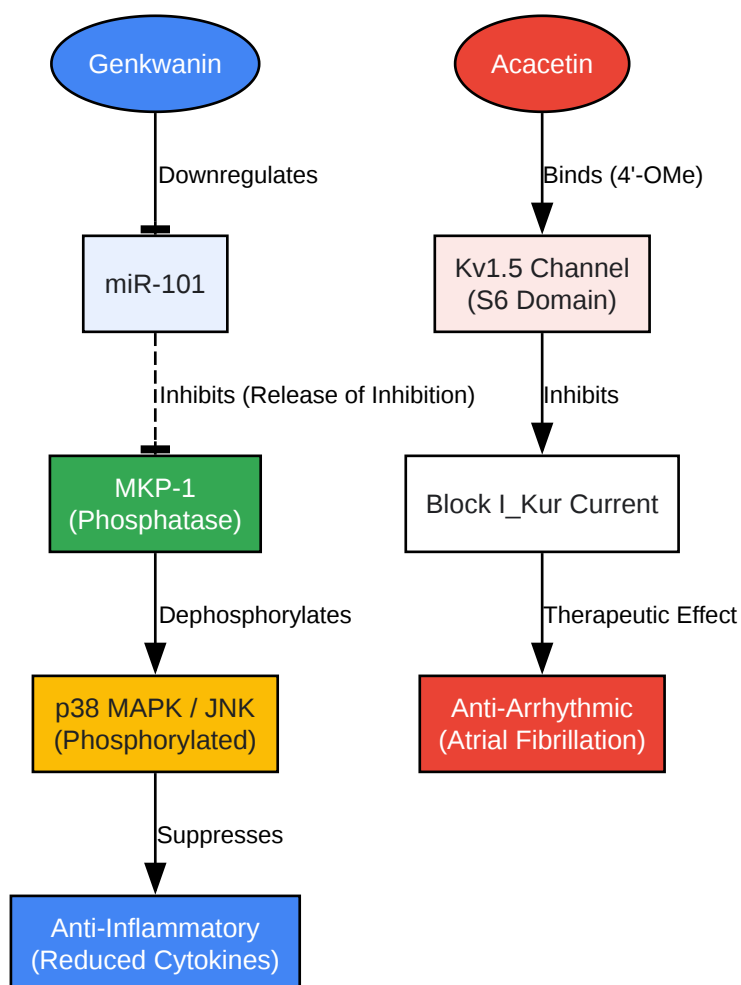 Genkwanin
Acacetin
Downregulates
Binds (4'-OMe)
miR-101
Kv1.5 Channel
(S6 Domain)
Inhibits (Release of Inhibition)
Inhibits
MKP-1
(Phosphatase)
Block I_Kur Current
Dephosphorylates
Therapeutic Effect
p38 MAPK / JNK
(Phosphorylated)
Anti-Arrhythmic
(Atrial Fibrillation)
Suppresses
Anti-Inflammatory
(Reduced Cytokines)